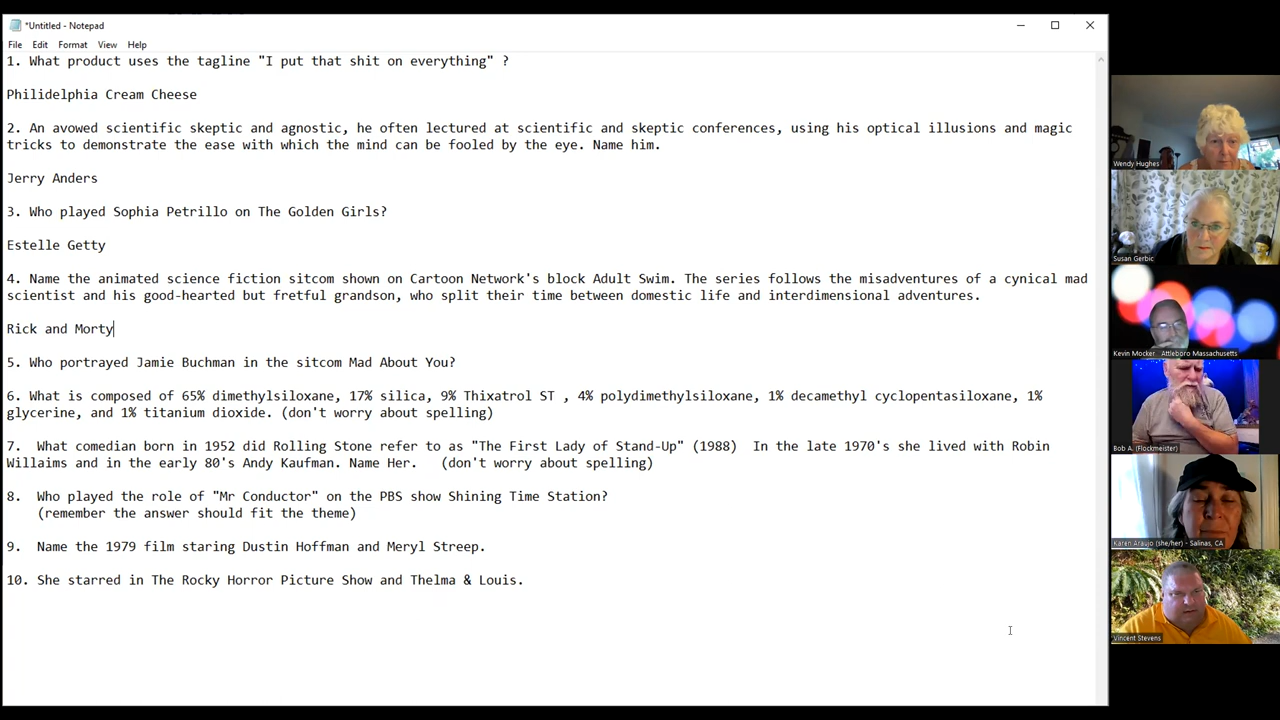 *Untitled - Notepad
File Edit Format View Help
1. What product uses the tagline "I put that shit on everything" ?
Philidelphia Cream Cheese
2. An avowed scientific skeptic and agnostic, he often lectured at scientific and skeptic conferences, using his optical illusions and magic
tricks to demonstrate the ease with which the mind can be fooled by the eye. Name him.
Jerry Anders
3. Who played Sophia Petrillo on The Golden Girls?
Estelle Getty
4. Name the animated science fiction sitcom shown on Cartoon Network's block Adult Swim. The series follows the misadventures of a cynical mad
scientist and his good-hearted but fretful grandson, who split their time between domestic life and interdimensional adventures.
Rick and Morty
5. Who portrayed Jamie Buchman in the sitcom Mad About You?
6. What is composed of 65% dimethylsiloxane, 17% silica, 9% Thixatrol ST , 4% polydimethylsiloxane, 1% decamethyl cyclopentasiloxane, 1%
glycerine, and 1% titanium dioxide. (don't worry about spelling)
7. What comedian born in 1952 did Rolling Stone refer to as "The First Lady of Stand-Up" (1988) In the late 1970's she lived with Robin
Willaims and in the early 80's Andy Kaufman. Name Her. (don't worry about spelling)
8. Who played the role of "Mr Conductor" on the PBS show Shining Time Station?
(remember the answer should fit the theme)
9. Name the 1979 film staring Dustin Hoffman and Meryl Streep.
10. She starred in The Rocky Horror Picture Show and Thelma & Louis.
Wendy Hughes
Susan Gerbic
Kevin Mocker Attleboro Massachusetts
Bob A. (Flockmeister)
Karen Araujo (she/her) - Salinas, CA
Vincent Stevens